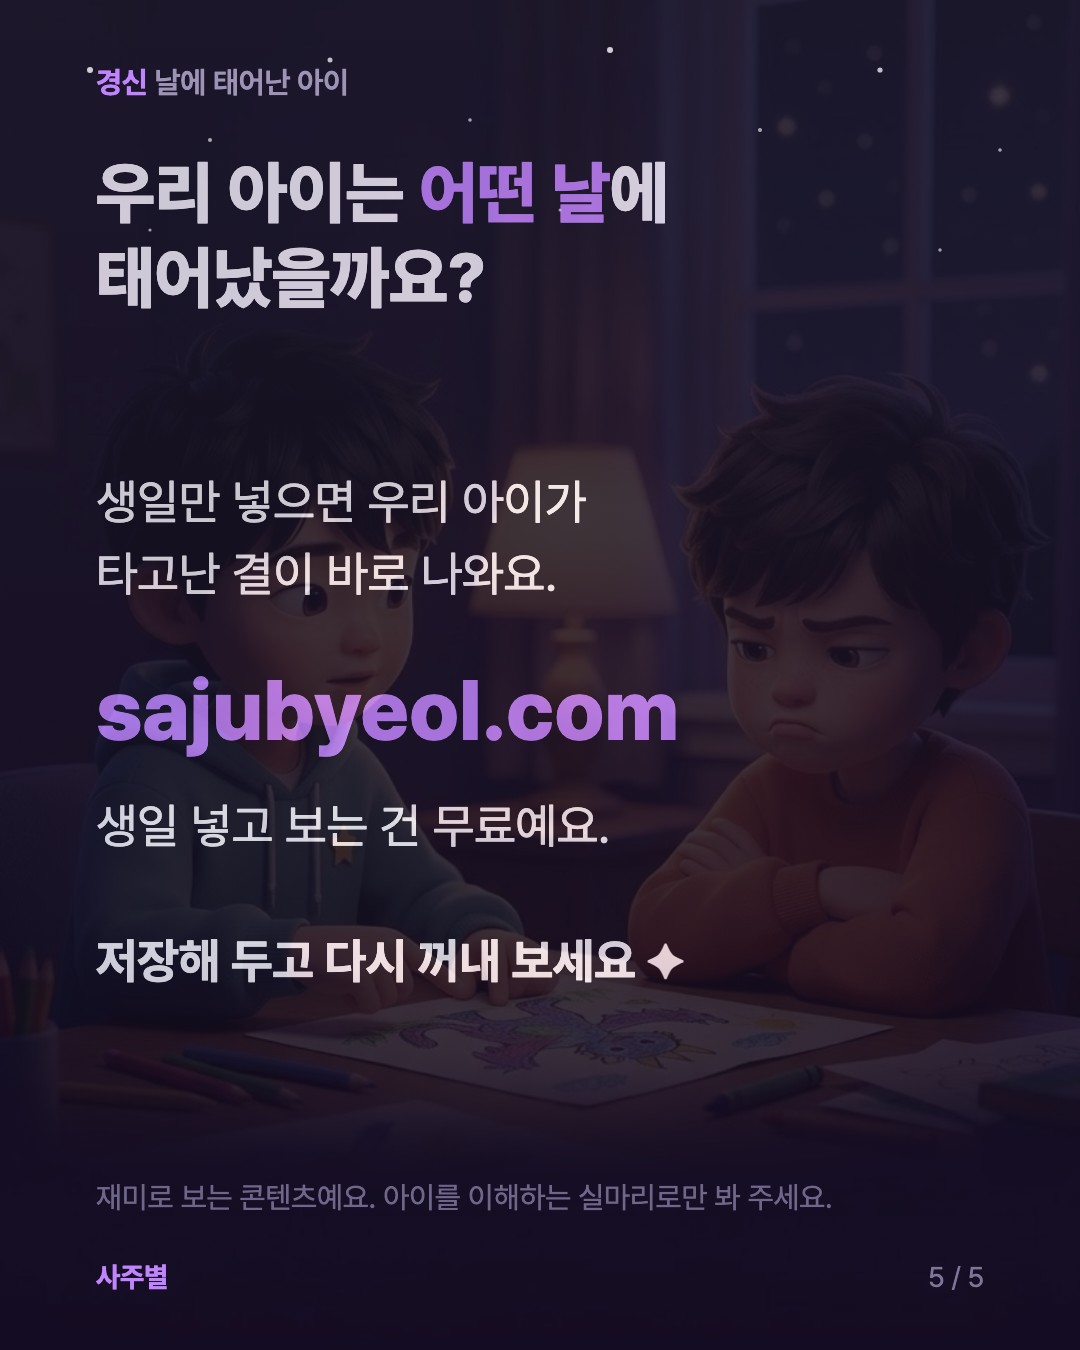 경신 날에 태어난 아이
우리 아이는 어떤 날에
태어났을까요?
생일만 넣으면 우리 아이가
타고난 결이 바로 나와요.
sajubyeol.com
생일 넣고 보는 건 무료예요.
저장해 두고 다시 꺼내 보세요 ✦
재미로 보는 콘텐츠예요. 아이를 이해하는 실마리로만 봐 주세요.
사주별
5 / 5